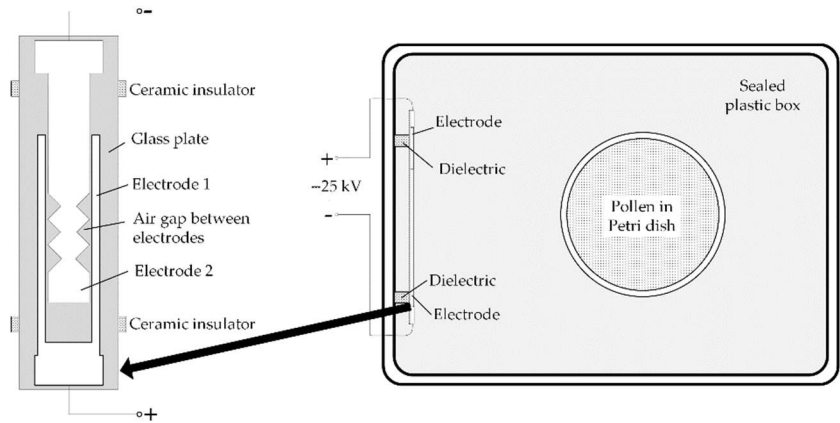 -
Ceramic insulator
Glass plate
Electrode 1
Air gap between
electrodes
Electrode 2
Ceramic insulator
+
Sealed
plastic box
Electrode
+
Dielectric
~25 kV
-
Pollen in
Petri dish
Dielectric
Electrode